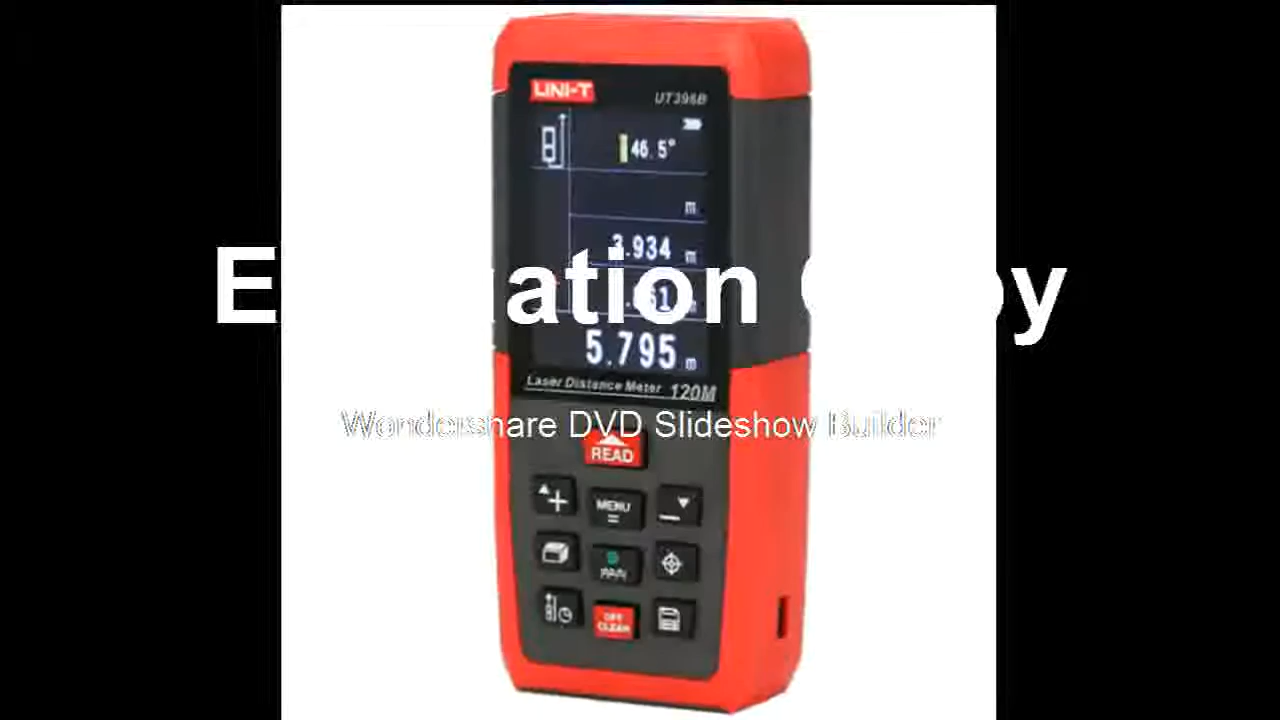 UNI-T UT396B
46.5°
m
3.934 m
5.795 m
Laser Distance Meter 120M
Wondershare DVD Slideshow Builder
READ
MENU
=
OFF
CLEAR